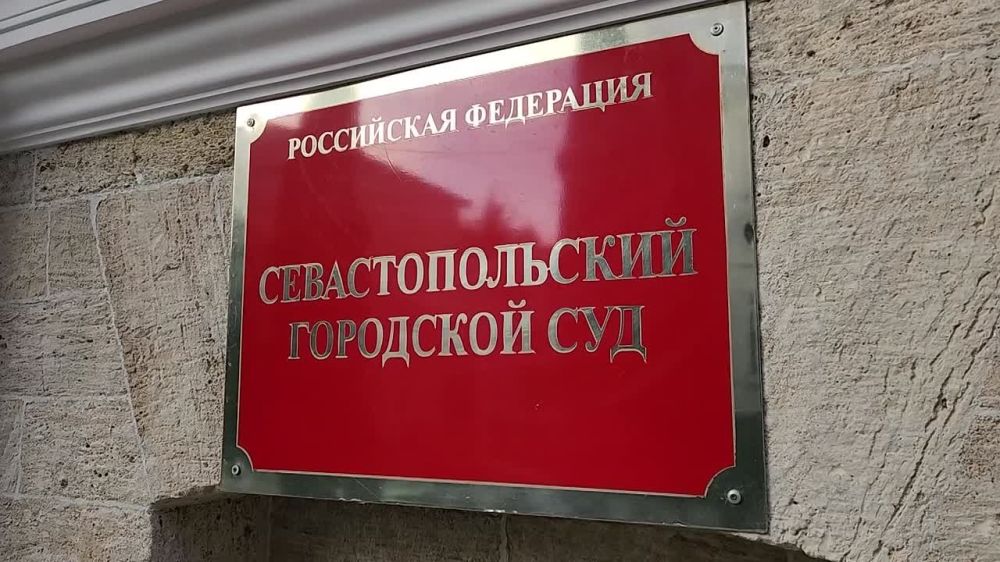 РОССИЙСКАЯ ФЕДЕРАЦИЯ
СЕВАСТОПОЛЬСКИЙ
ГОРОДСКОЙ СУД